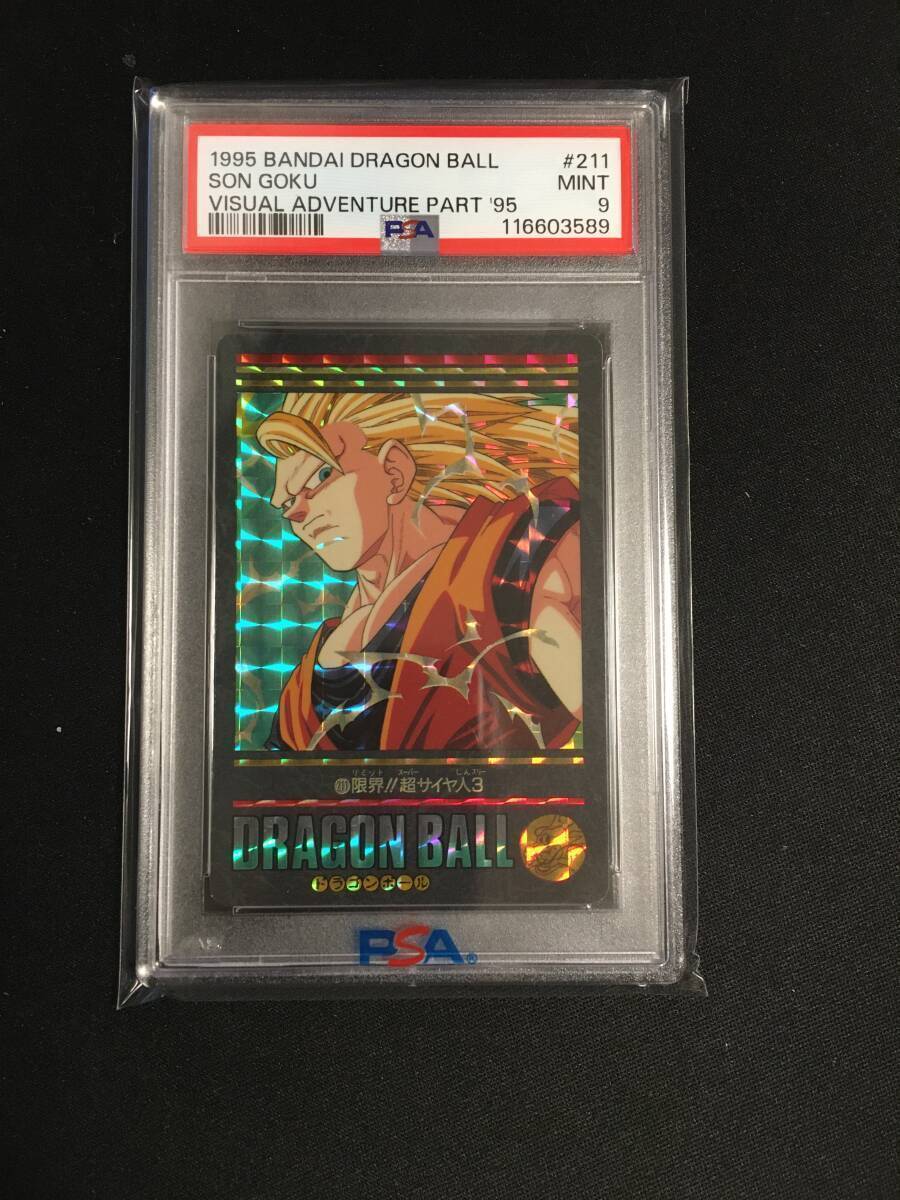 1995 BANDAI DRAGON BALL #211
SON GOKU MINT
VISUAL ADVENTURE PART '95 9
PSA 116603589
リミット スーパー じんスリー
211 限界!! 超サイヤ人3
DRAGON BALL
ドラゴンボール
PSA®